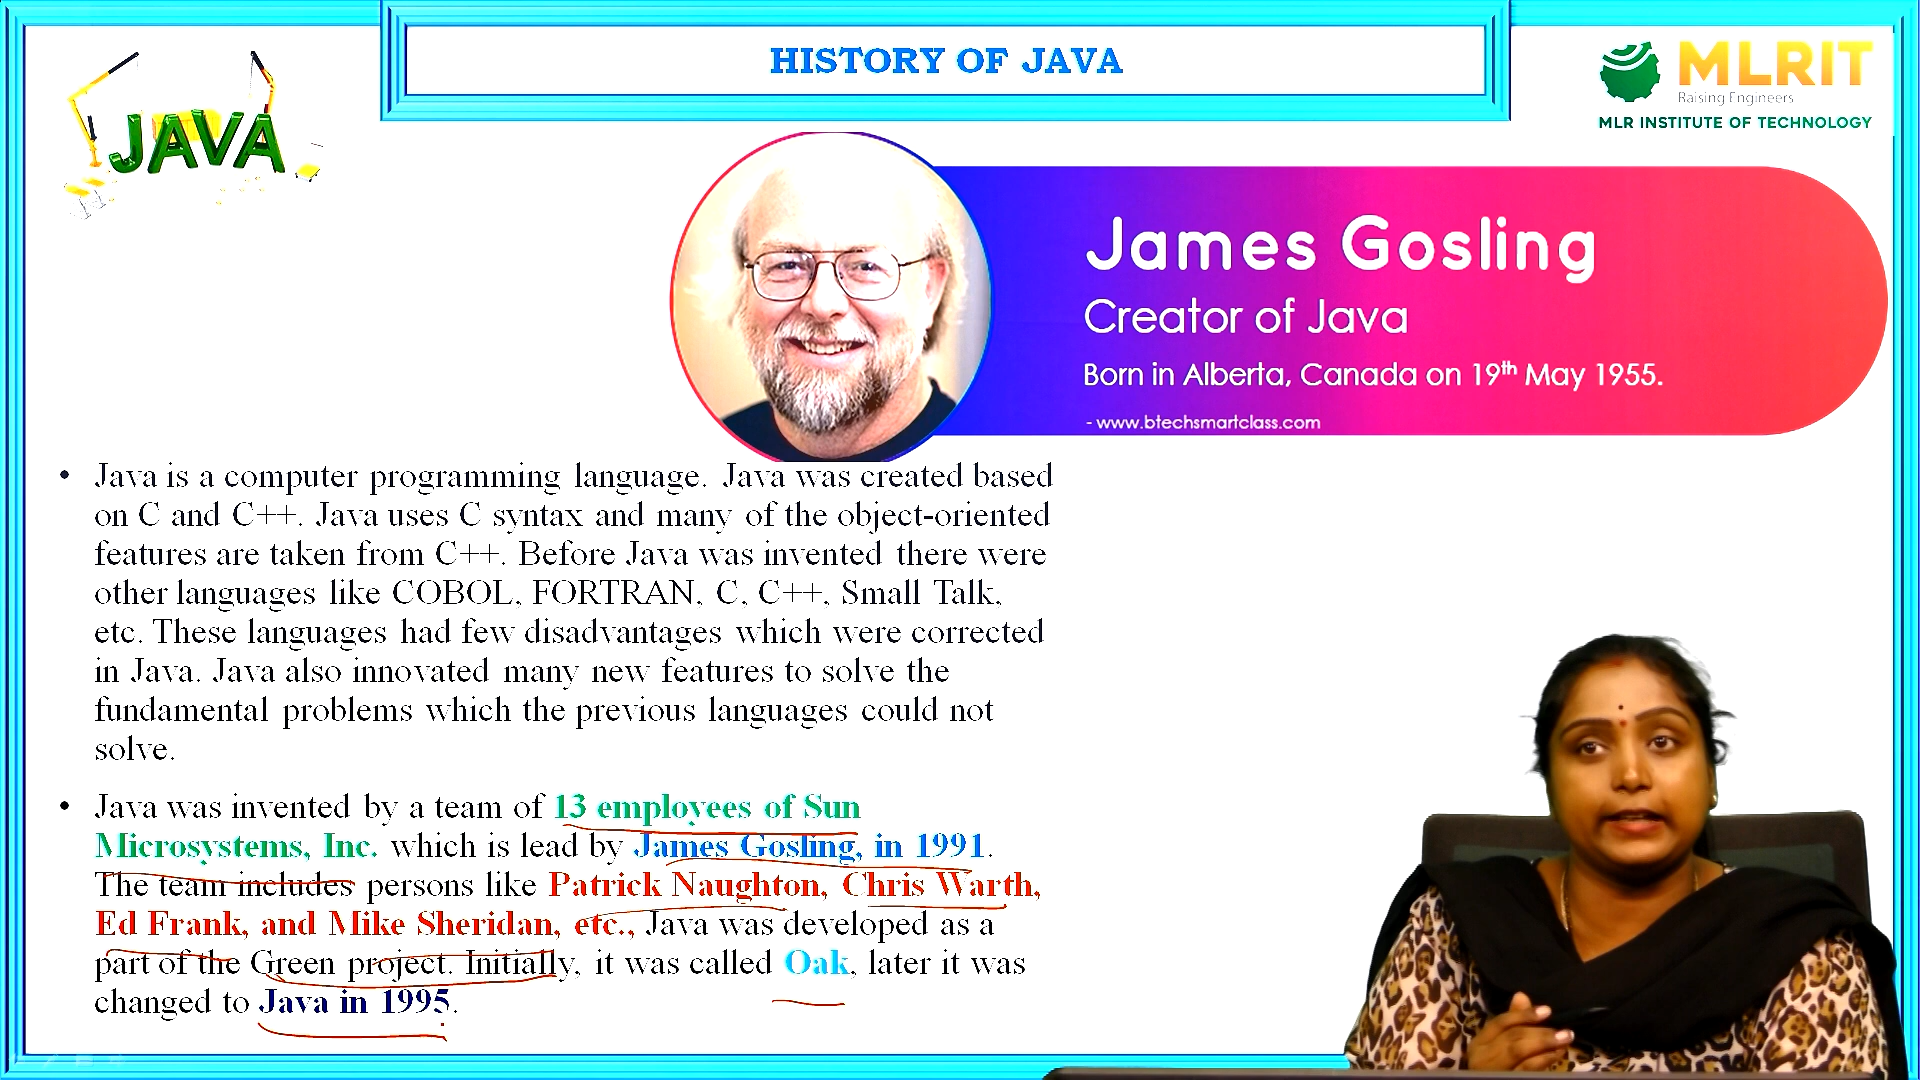 HISTORY OF JAVA
JAVA
MLRIT
Raising Engineers
MLR INSTITUTE OF TECHNOLOGY
James Gosling
Creator of Java
Born in Alberta, Canada on 19th May 1955.
- www.btechsmartclass.com
• Java is a computer programming language. Java was created based
on C and C++. Java uses C syntax and many of the object-oriented
features are taken from C++. Before Java was invented there were
other languages like COBOL, FORTRAN, C, C++, Small Talk,
etc. These languages had few disadvantages which were corrected
in Java. Java also innovated many new features to solve the
fundamental problems which the previous languages could not
solve.
• Java was invented by a team of 13 employees of Sun
Microsystems, Inc. which is lead by James Gosling, in 1991.
The team includes persons like Patrick Naughton, Chris Warth,
Ed Frank, and Mike Sheridan, etc., Java was developed as a
part of the Green project. Initially, it was called Oak, later it was
changed to Java in 1995.